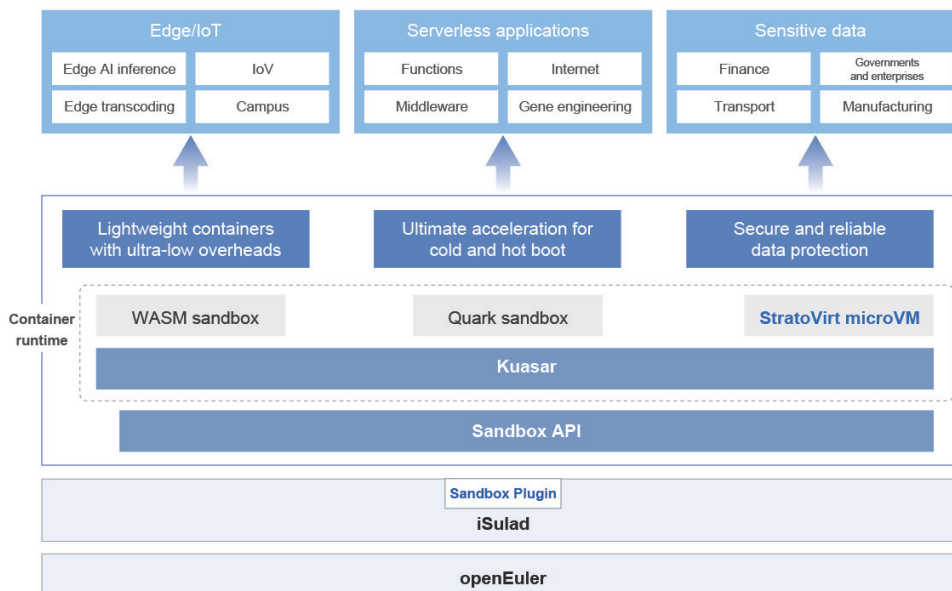 Edge/IoT
Edge AI inference
IoV
Edge transcoding
Campus
Serverless applications
Functions
Internet
Middleware
Gene engineering
Sensitive data
Finance
Governments
and enterprises
Transport
Manufacturing
Lightweight containers
with ultra-low overheads
Ultimate acceleration for
cold and hot boot
Secure and reliable
data protection
Container
runtime
WASM sandbox
Quark sandbox
StratoVirt microVM
Kuasar
Sandbox API
Sandbox Plugin
iSulad
openEuler